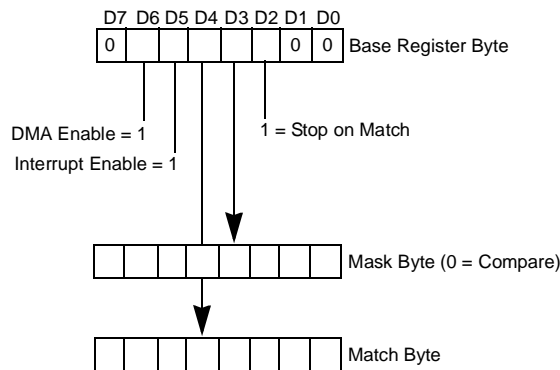 D7 D6 D5 D4 D3 D2 D1 D0
0 0 0 Base Register Byte
DMA Enable = 1
1 = Stop on Match
Interrupt Enable = 1
Mask Byte (0 = Compare)
Match Byte